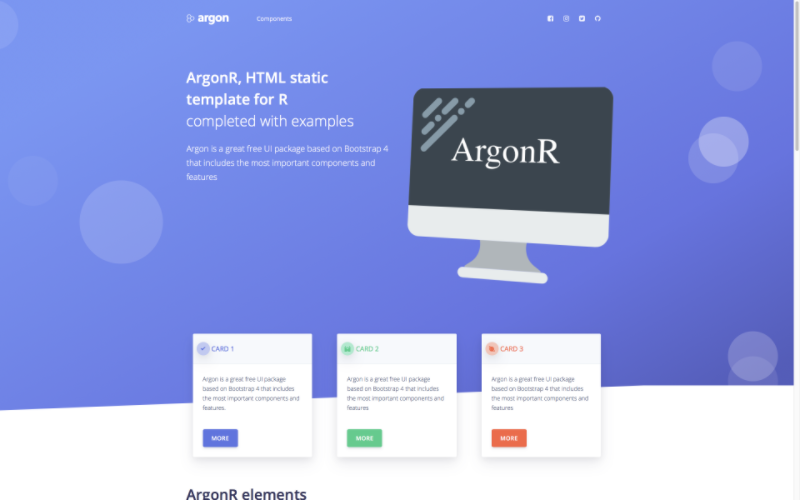 argon
Components
ArgonR, HTML static
template for R
completed with examples
Argon is a great free UI package based on Bootstrap 4
that includes the most important components and
features
ArgonR
CARD 1
Argon is a great free UI package
based on Bootstrap 4 that includes
the most important components and
features.
MORE
CARD 2
Argon is a great free UI package
based on Bootstrap 4 that includes
the most important components and
features
MORE
CARD 3
Argon is a great free UI package
based on Bootstrap 4 that includes
the most important components and
features
MORE
ArgonR elements